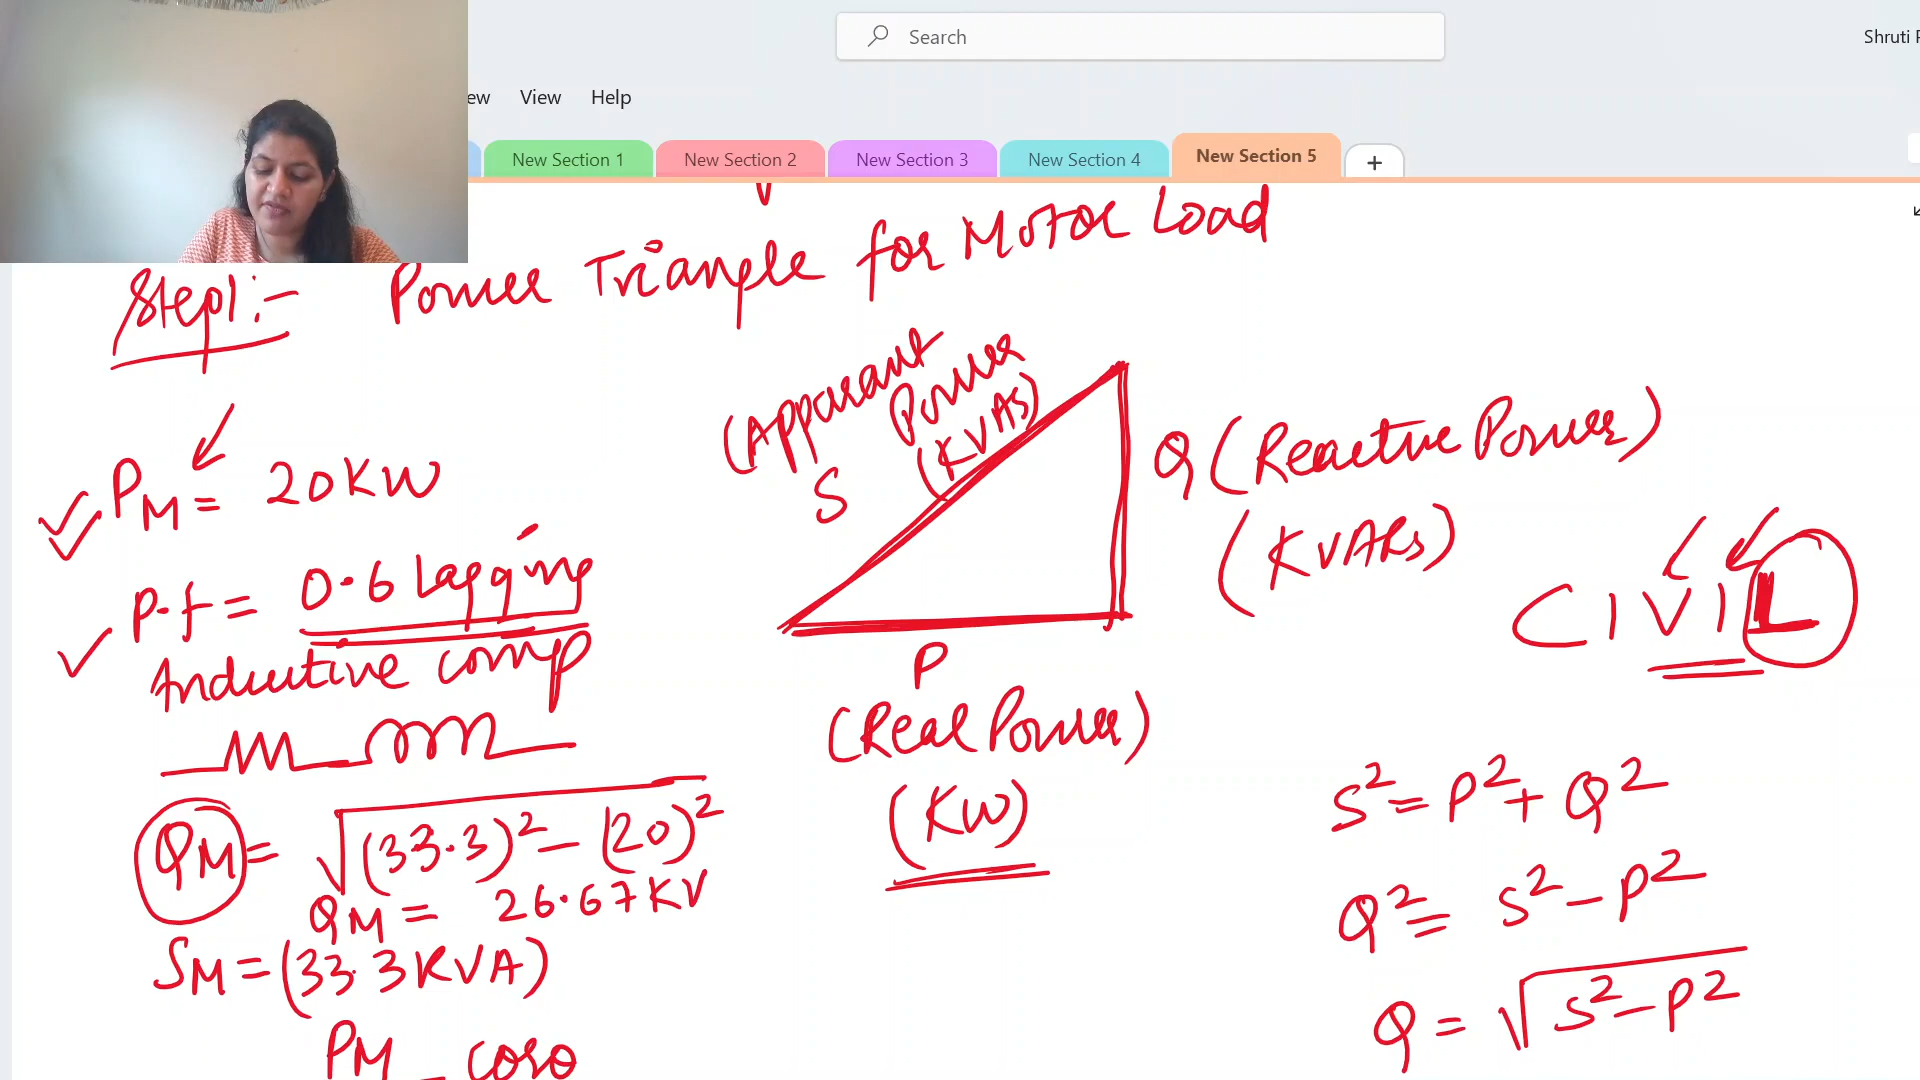 Search
Shruti P
ew View Help
New Section 1 New Section 2 New Section 3 New Section 4 New Section 5 +
Step1:- Power Triangle for Motor Load
(Apparant Power (KVAs)
S
Q (Reactive Power)
(KVARs)
P
(Real Power)
(KW)
PM = 20KW
P.f = 0.6 Lagging
Inductive comp
QM = √(33.3)² – (20)²
QM = 26.67KV
SM = (33.3KVA)
PM = cosθ
CIVIL
S² = P² + Q²
Q² = S² – P²
Q = √S² – P²